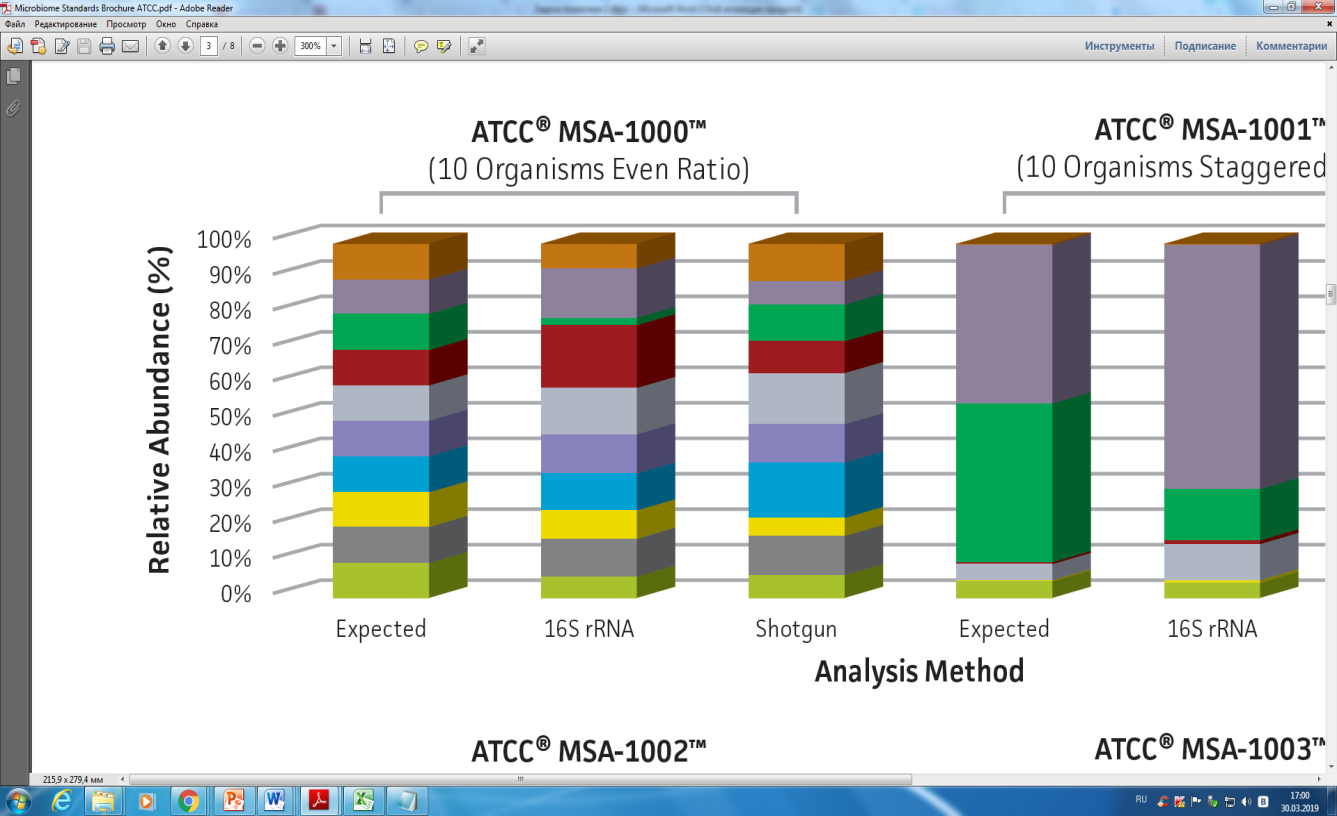 Microbiome Standards Brochure ATCC.pdf - Adobe Reader
Файл Редактирование Просмотр Окно Справка
3 / 8 300% Инструменты Подписание Комментарии
ATCC® MSA-1000™ ATCC® MSA-1001™
(10 Organisms Even Ratio) (10 Organisms Staggered
Relative Abundance (%)
100%
90%
80%
70%
60%
50%
40%
30%
20%
10%
0%
Expected 16S rRNA Shotgun Expected 16S rRNA
Analysis Method
ATCC® MSA-1002™ ATCC® MSA-1003™
215,9 x 279,4 мм
RU 17:00
30.03.2019